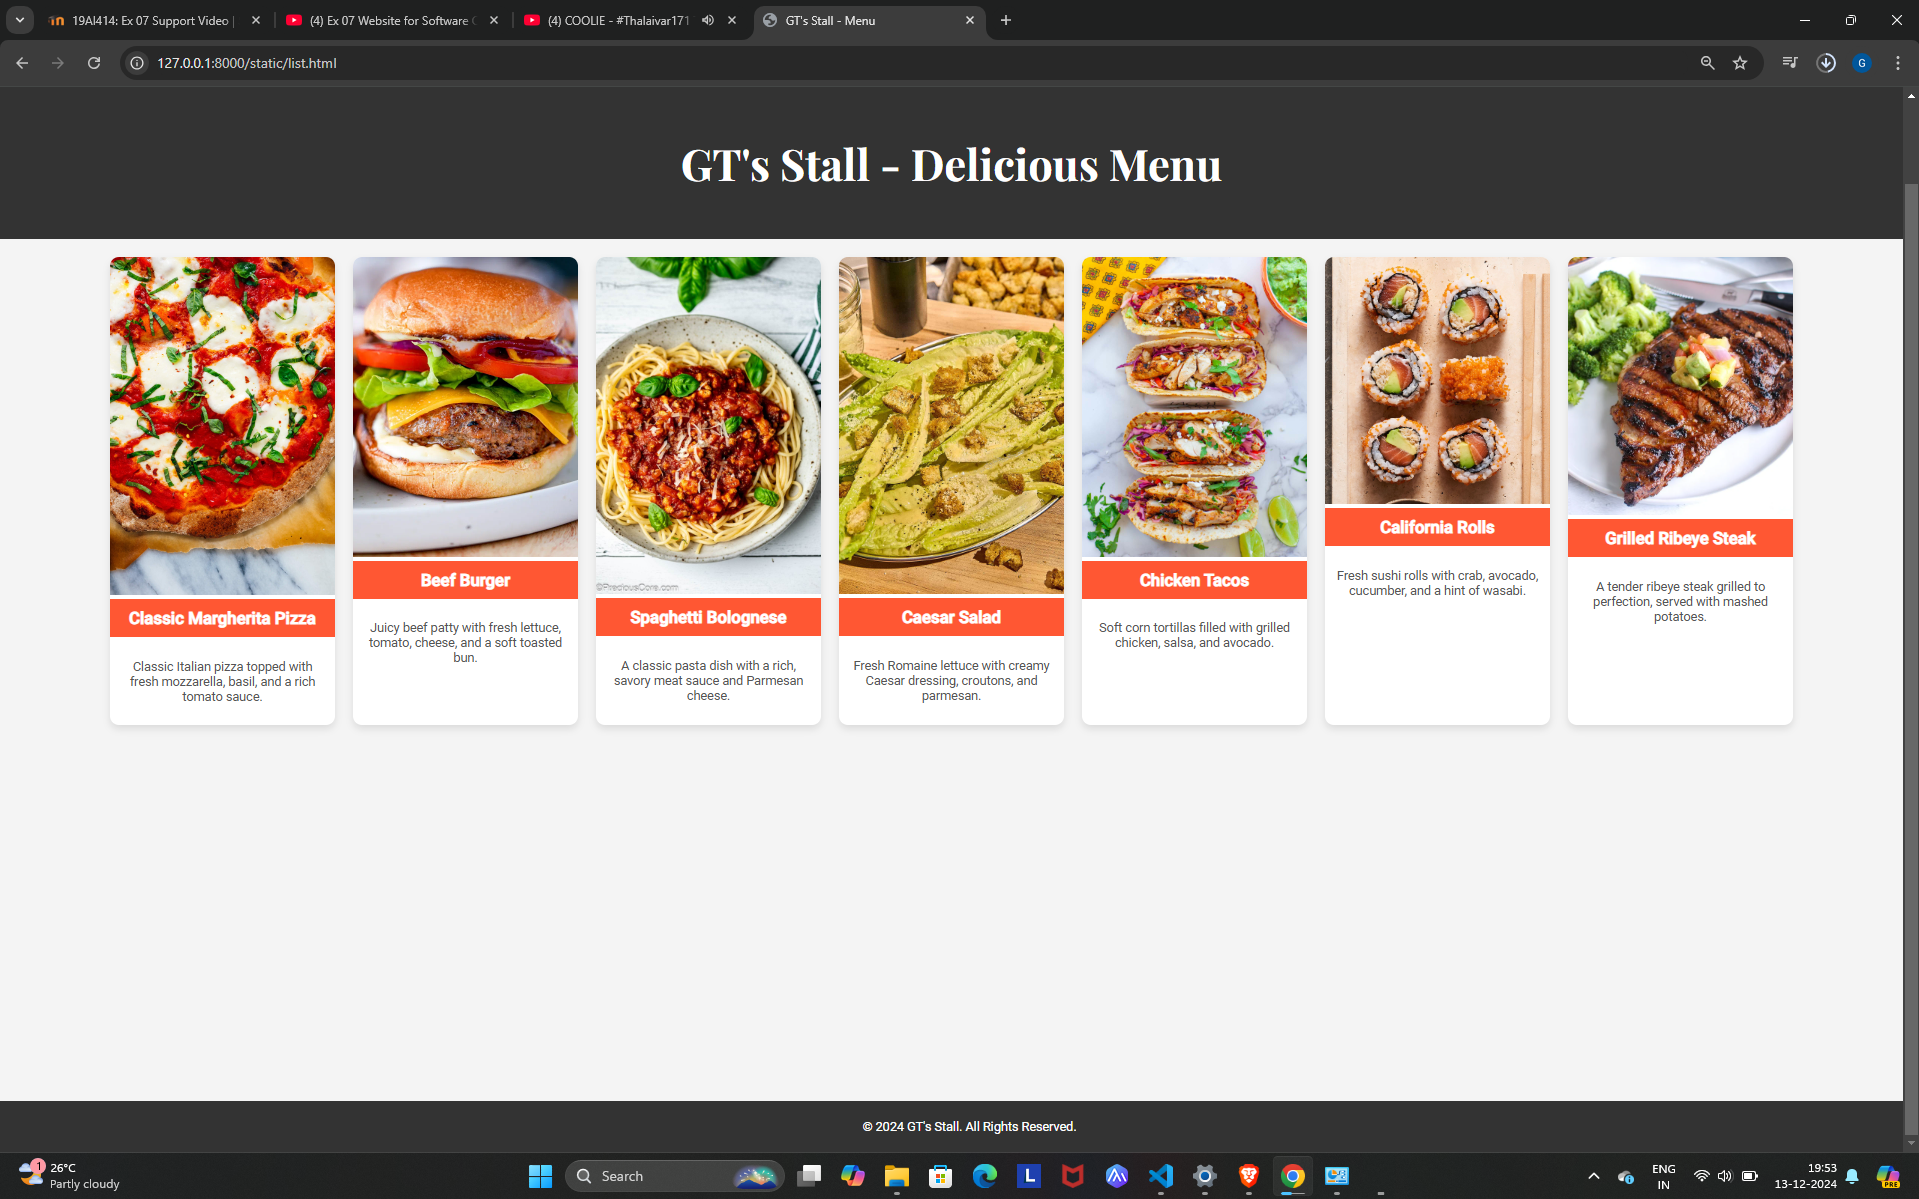 19AI414: Ex 07 Support Video |
(4) Ex 07 Website for Software
(4) COOLIE - #Thalaivar171
GT's Stall - Menu
127.0.0.1:8000/static/list.html
G
GT's Stall - Delicious Menu
©PreciousCore.com
Classic Margherita Pizza
Classic Italian pizza topped with
fresh mozzarella, basil, and a rich
tomato sauce.
Beef Burger
Juicy beef patty with fresh lettuce,
tomato, cheese, and a soft toasted
bun.
Spaghetti Bolognese
A classic pasta dish with a rich,
savory meat sauce and Parmesan
cheese.
Caesar Salad
Fresh Romaine lettuce with creamy
Caesar dressing, croutons, and
parmesan.
Chicken Tacos
Soft corn tortillas filled with grilled
chicken, salsa, and avocado.
California Rolls
Fresh sushi rolls with crab, avocado,
cucumber, and a hint of wasabi.
Grilled Ribeye Steak
A tender ribeye steak grilled to
perfection, served with mashed
potatoes.
© 2024 GT's Stall. All Rights Reserved.
1
26°C
Partly cloudy
Search
L
PRE
ENG
IN
19:53
13-12-2024